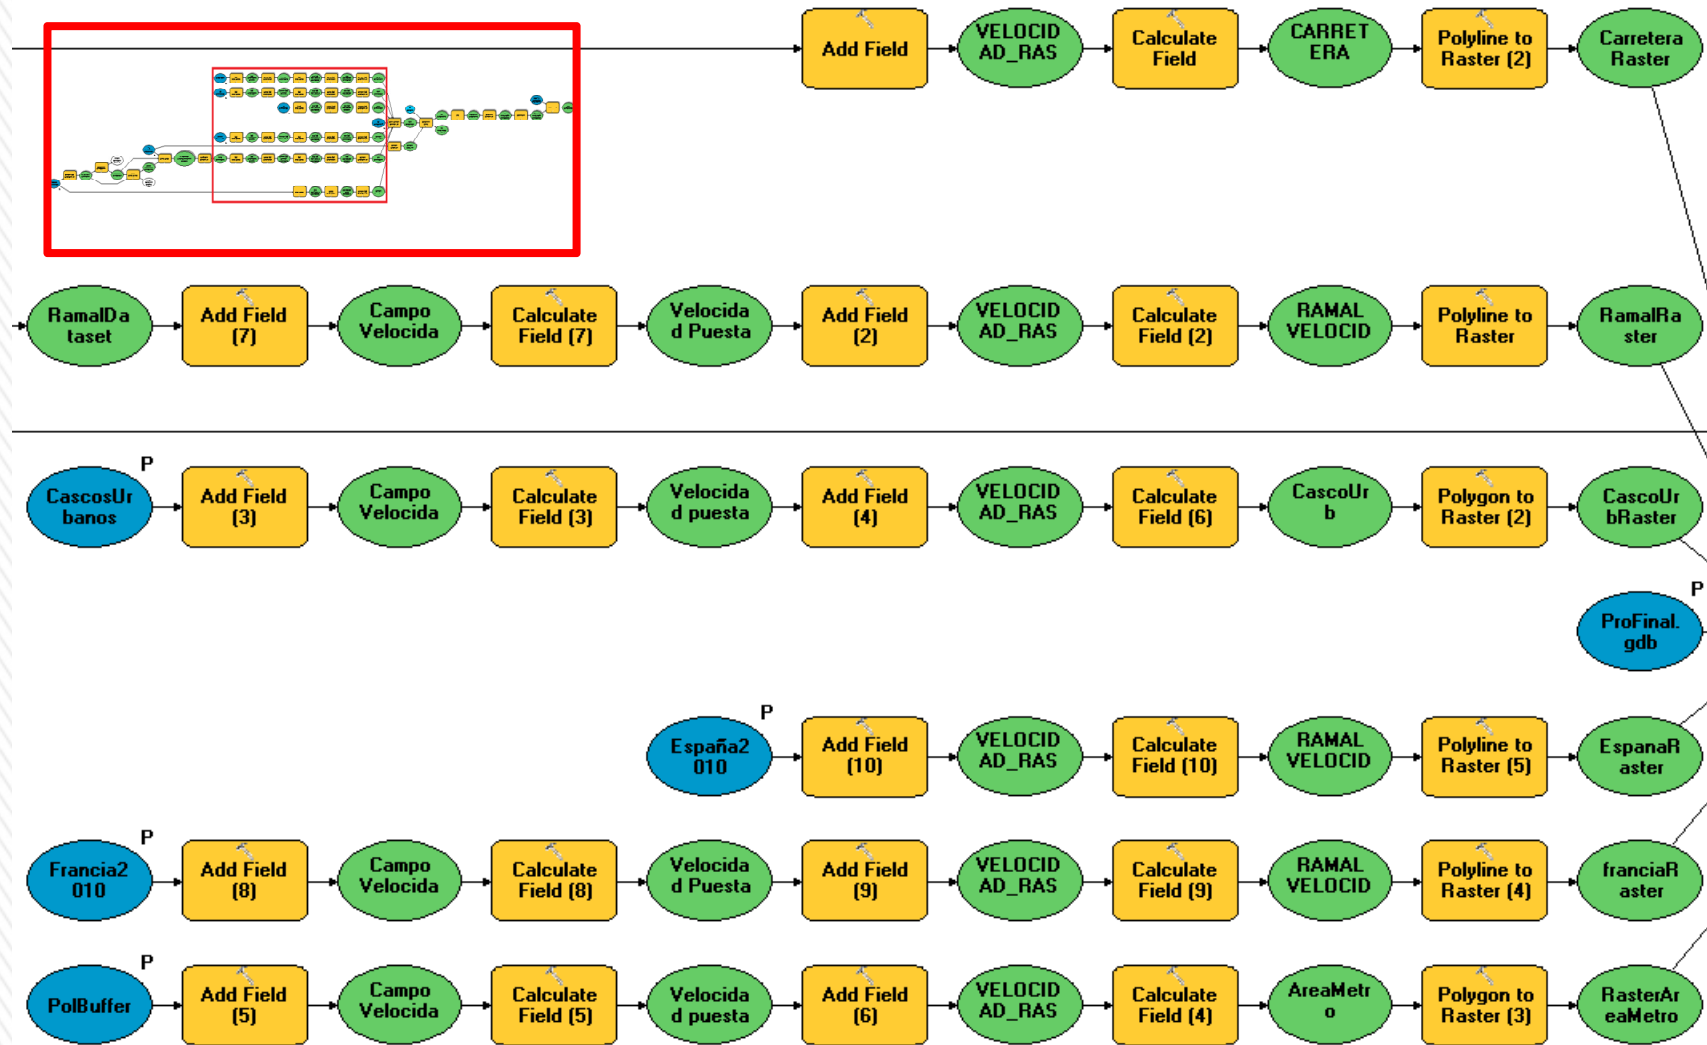 Add Field
VELOCID
AD_RAS
Calculate
Field
CARRET
ERA
Polyline to
Raster (2)
Carretera
Raster
RamalDa
taset
Add Field
(7)
Campo
Velocida
Calculate
Field (7)
Velocida
d Puesta
Add Field
(2)
VELOCID
AD_RAS
Calculate
Field (2)
RAMAL
VELOCID
Polyline to
Raster
RamalRa
ster
P
CascosUr
banos
Add Field
(3)
Campo
Velocida
Calculate
Field (3)
Velocida
d puesta
Add Field
(4)
VELOCID
AD_RAS
Calculate
Field (6)
CascoUr
b
Polygon to
Raster (2)
CascoUr
bRaster
P
ProFinal.
gdb
P
España2
010
Add Field
(10)
VELOCID
AD_RAS
Calculate
Field (10)
RAMAL
VELOCID
Polyline to
Raster (5)
EspanaR
aster
P
Francia2
010
Add Field
(8)
Campo
Velocida
Calculate
Field (8)
Velocida
d Puesta
Add Field
(9)
VELOCID
AD_RAS
Calculate
Field (9)
RAMAL
VELOCID
Polyline to
Raster (4)
franciaR
aster
P
PolBuffer
Add Field
(5)
Campo
Velocida
Calculate
Field (5)
Velocida
d puesta
Add Field
(6)
VELOCID
AD_RAS
Calculate
Field (4)
AreaMetr
o
Polygon to
Raster (3)
RasterAr
eaMetro